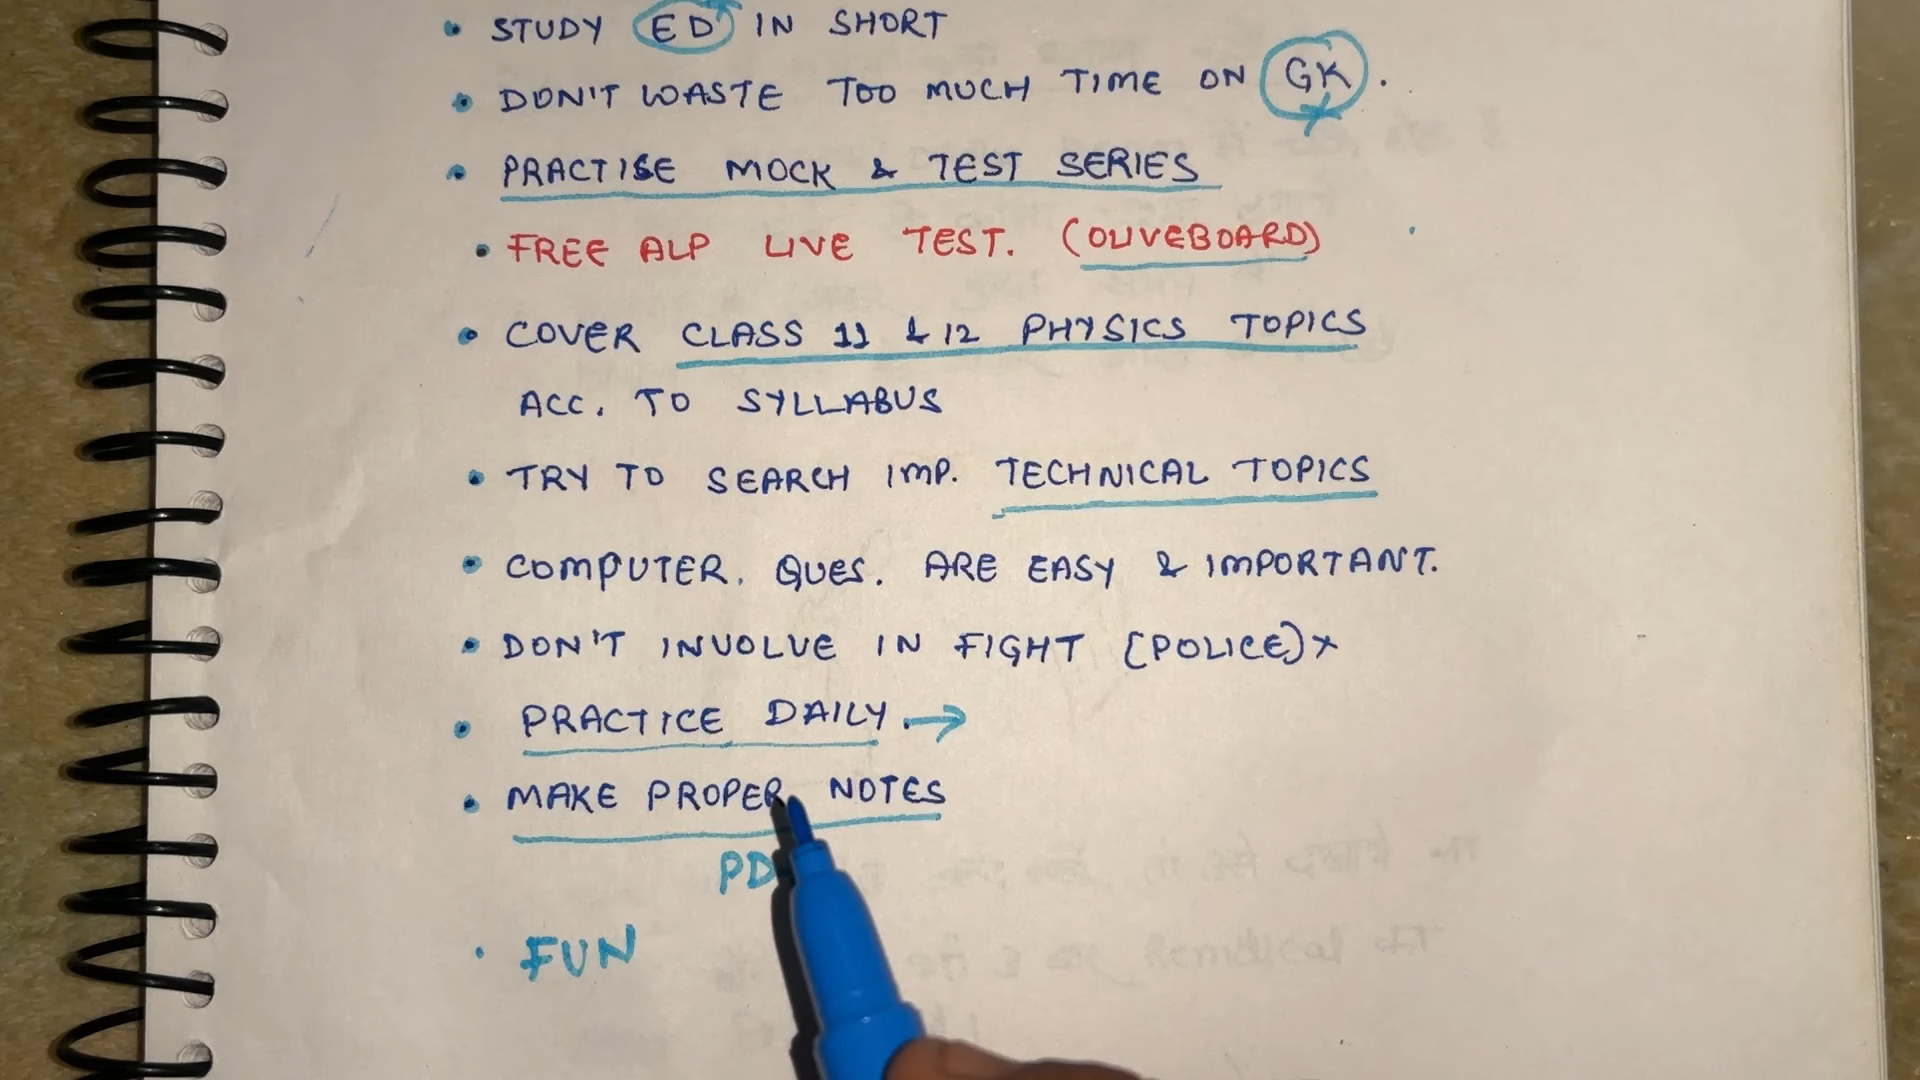 • STUDY ED IN SHORT
• DON'T WASTE TOO MUCH TIME ON GK.
• PRACTISE MOCK & TEST SERIES
• FREE ALP LIVE TEST. (OLIVEBOARD)
• COVER CLASS 11 & 12 PHYSICS TOPICS
ACC. TO SYLLABUS
• TRY TO SEARCH IMP. TECHNICAL TOPICS
• COMPUTER. QUES. ARE EASY & IMPORTANT.
• DON'T INVOLVE IN FIGHT [POLICE)×
• PRACTICE DAILY. →
• MAKE PROPER NOTES
PD
• FUN